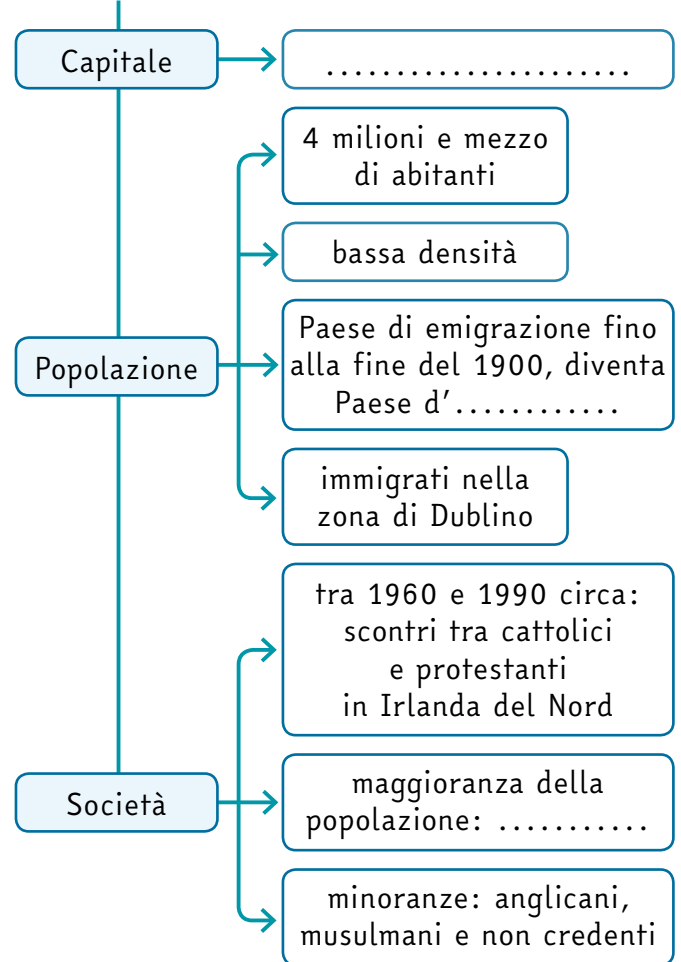 Capitale
......................
4 milioni e mezzo
di abitanti
bassa densità
Popolazione
Paese di emigrazione fino
alla fine del 1900, diventa
Paese d'............
immigrati nella
zona di Dublino
tra 1960 e 1990 circa:
scontri tra cattolici
e protestanti
in Irlanda del Nord
Società
maggioranza della
popolazione: ...........
minoranze: anglicani,
musulmani e non credenti